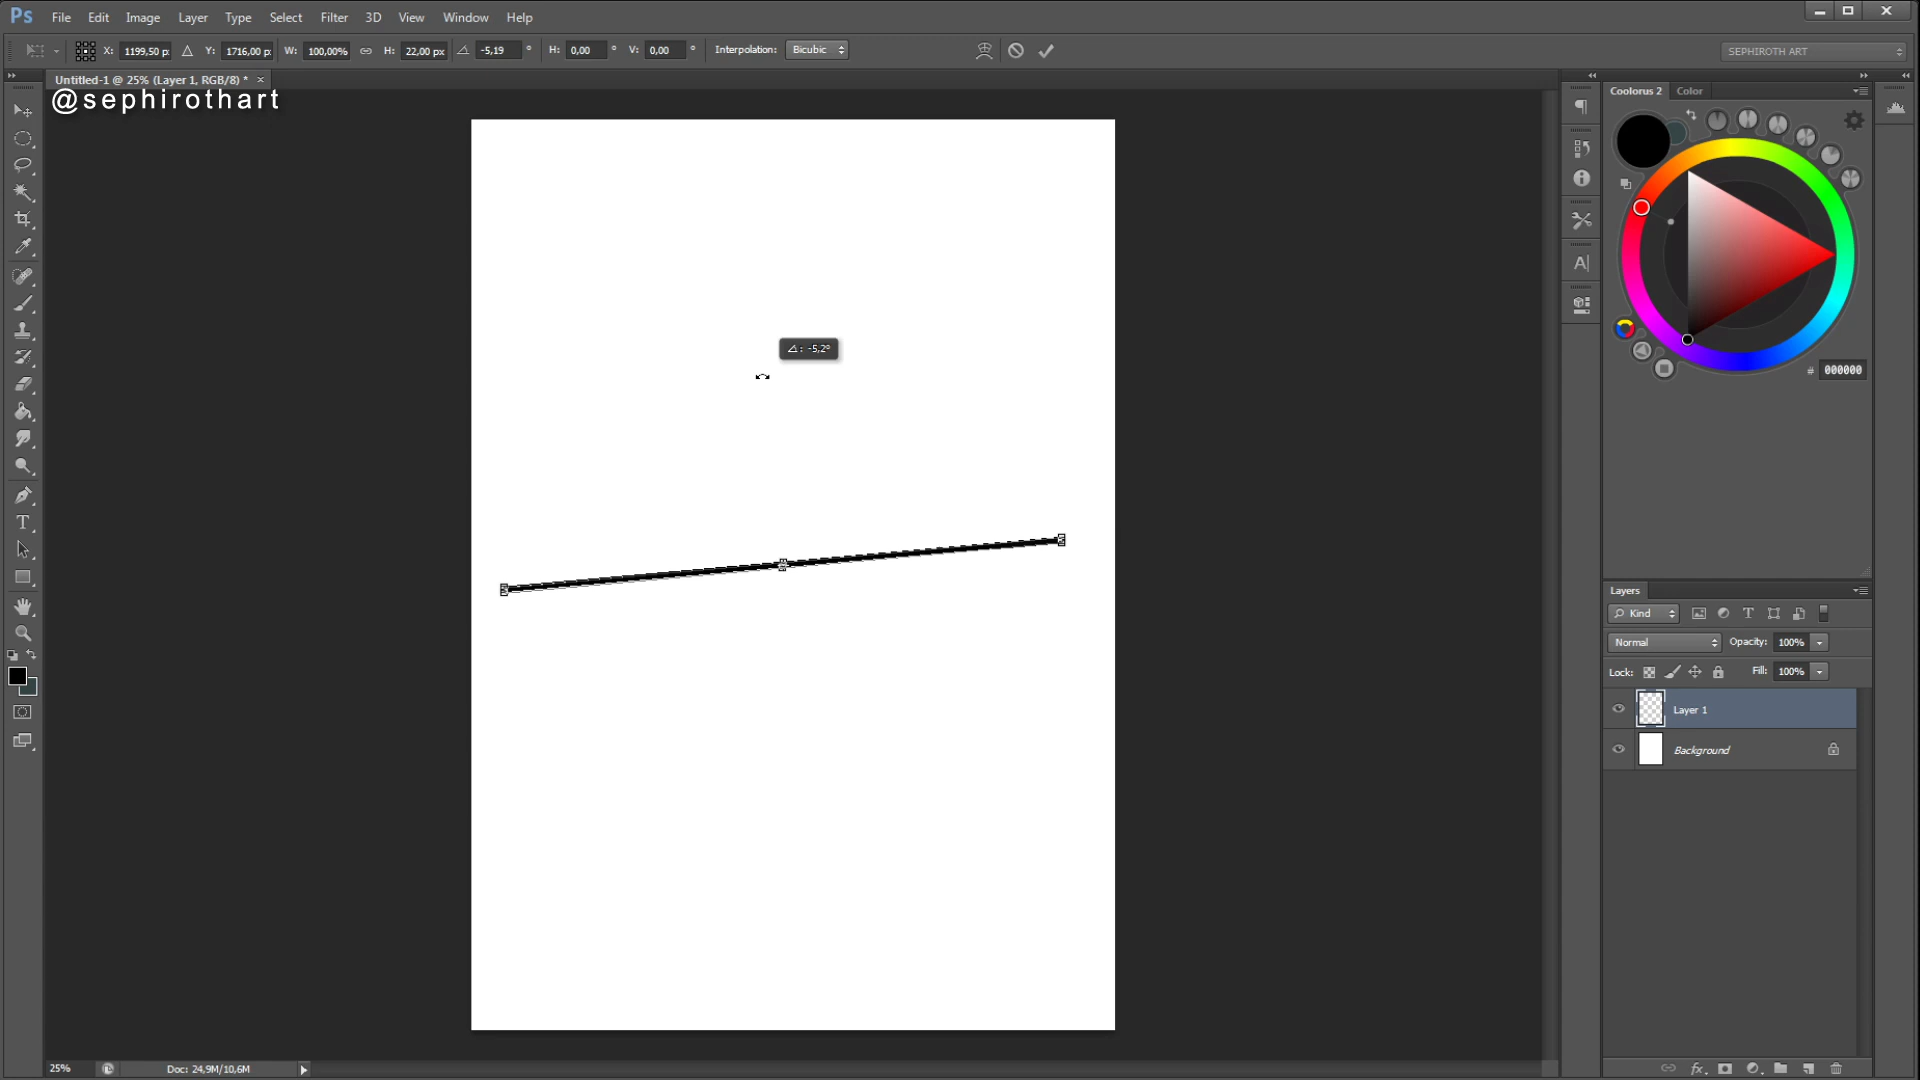 Ps File Edit Image Layer Type Select Filter 3D View Window Help
X: 1199,50 p Y: 1716,00 p W: 100,00% H: 22,00 px -5,19 ° H: 0,00 ° V: 0,00 ° Interpolation: Bicubic SEPHIROTH ART
Untitled-1 @ 25% (Layer 1, RGB/8) * ×
@sephirothart
Coolorus 2 Color
: -5,2°
# 000000
Layers
Kind
Normal Opacity: 100%
Lock: Fill: 100%
Layer 1
Background
25% Doc: 24,9M/10,6M